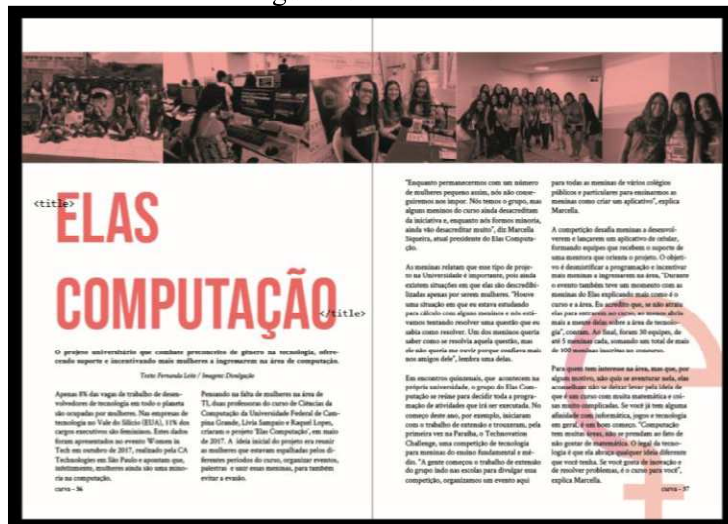 <title>
ELAS
COMPUTAÇÃO
</title>
O projeto universitário que combate preconceito de gênero na tecnologia, ofere-
cendo suporte e incentivando mais mulheres a ingressarem na área de computação.
Texto: Fernanda Leite / Imagens: Divulgação
Apenas 8% das vagas de trabalho de desen-
volvedores de tecnologia em todo o planeta
são ocupadas por mulheres. Nas empresas de
tecnologia no Vale do Silício (EUA), 11% dos
cargos executivos são femininos. Estes dados
foram apresentados no evento Women in
Tech em outubro de 2017, realizado pela CA
Technologies em São Paulo e apontam que,
infelizmente, mulheres ainda são uma mino-
ria na computação.
curva – 36
Pensando na falta de mulheres na área de
TI, duas professoras do curso de Ciências da
Computação da Universidade Federal de Cam-
pina Grande, Lívia Sampaio e Raquel Lopes,
criaram o projeto 'Elas Computação', em maio
de 2017. A ideia inicial do projeto era reunir
as mulheres que estavam espalhadas pelos di-
ferentes períodos do curso, organizar eventos,
palestras e unir essas meninas, para também
evitar a evasão.
"Enquanto permanecermos com um número
de mulheres pequeno assim, nós não conse-
guiremos nos impor. Nós temos o grupo, mas
alguns meninos do curso ainda desacreditam
da iniciativa e, enquanto nós formos minoria,
ainda vão desacreditar muito", diz Marcella
Siqueira, atual presidente do Elas Computa-
ção.
As meninas relatam que esse tipo de proje-
to na Universidade é importante, pois ainda
existem situações em que elas são descredibi-
lizadas apenas por serem mulheres. "Houve
uma situação em que eu estava estudando
para cálculo com alguns meninos e nós está-
vamos tentando resolver uma questão que eu
sabia como resolver. Um dos meninos queria
saber como se resolvia aquela questão, mas
ele não queria me ouvir porque confiava mais
nos amigos dele", lembra uma delas.
Em encontros quinzenais, que acontecem na
própria universidade, o grupo do Elas Com-
putação se reúne para decidir toda a progra-
mação de atividades que irá ser executada. No
começo deste ano, por exemplo, iniciaram
com o trabalho de extensão e trouxeram, pela
primeira vez na Paraíba, o Technovation
Challenge, uma competição de tecnologia
para meninas do ensino fundamental e mé-
dio. "A gente começou o trabalho de extensão
do grupo indo nas escolas para divulgar essa
competição, organizamos um evento aqui
para todas as meninas de vários colégios
públicos e particulares para ensinarmos as
meninas como criar um aplicativo", explica
Marcella.
A competição desafia meninas a desenvol-
verem e lançarem um aplicativo de celular,
formando equipes que recebem o suporte de
uma mentora que orienta o projeto. O objeti-
vo é desmistificar a programação e incentivar
mais meninas a ingressarem na área, "Durante
o evento também teve um momento com as
meninas do Elas explicando mais como é o
curso e a área. Eu acredito que, se não atraiu
elas para entrarem no curso, ao menos abriu
mais a mente delas sobre a área de tecnolo-
gia", contam. Ao final, foram 30 equipes, de
até 5 meninas cada, somando um total de mais
de 100 meninas inscritas no concurso.
Para quem tem interesse na área, mas que, por
algum motivo, não quis se aventurar nela, elas
aconselham não se deixar levar pela ideia de
que é um curso com muita matemática e coi-
sas muito complicadas. Se você já tem alguma
afinidade com informática, jogos e tecnologia
em geral, é um bom começo. "Computação
tem muitas áreas, não se prendam ao fato de
não gostar de matemática. O legal da tecno-
logia é que ela abraça qualquer ideia diferente
que você tenha. Se você gosta de inovação e
de resolver problemas, é o curso para você",
explica Marcella.
curva – 37